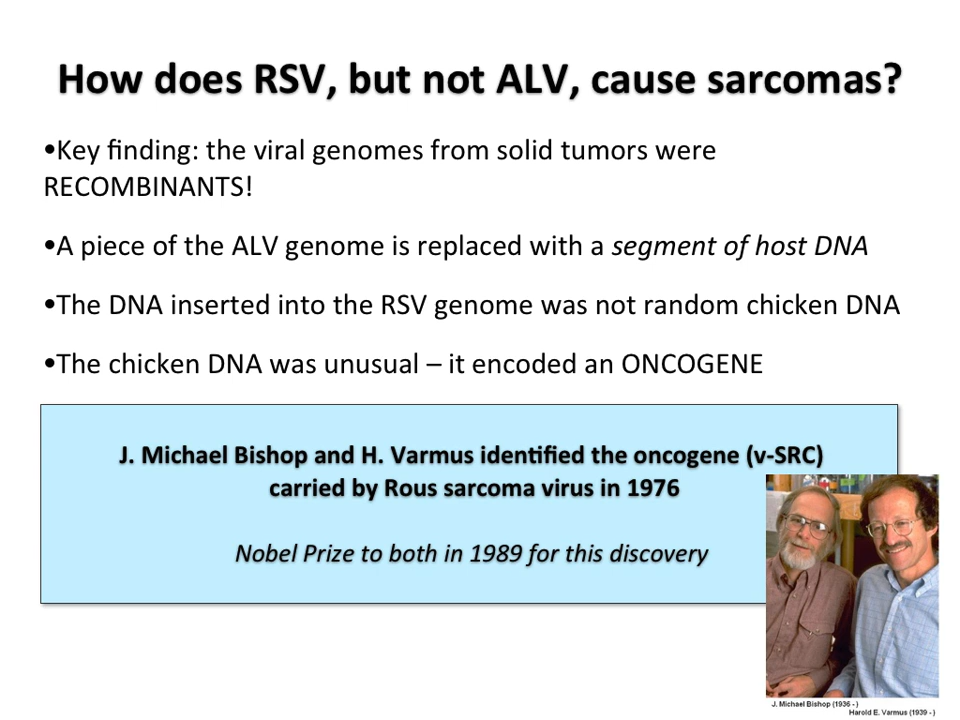 How does RSV, but not ALV, cause sarcomas?
•Key finding: the viral genomes from solid tumors were
RECOMBINANTS!
•A piece of the ALV genome is replaced with a segment of host DNA
•The DNA inserted into the RSV genome was not random chicken DNA
•The chicken DNA was unusual – it encoded an ONCOGENE
J. Michael Bishop and H. Varmus identified the oncogene (v-SRC)
carried by Rous sarcoma virus in 1976
Nobel Prize to both in 1989 for this discovery
J. Michael Bishop (1936 - )
Harold E. Varmus (1939 - )